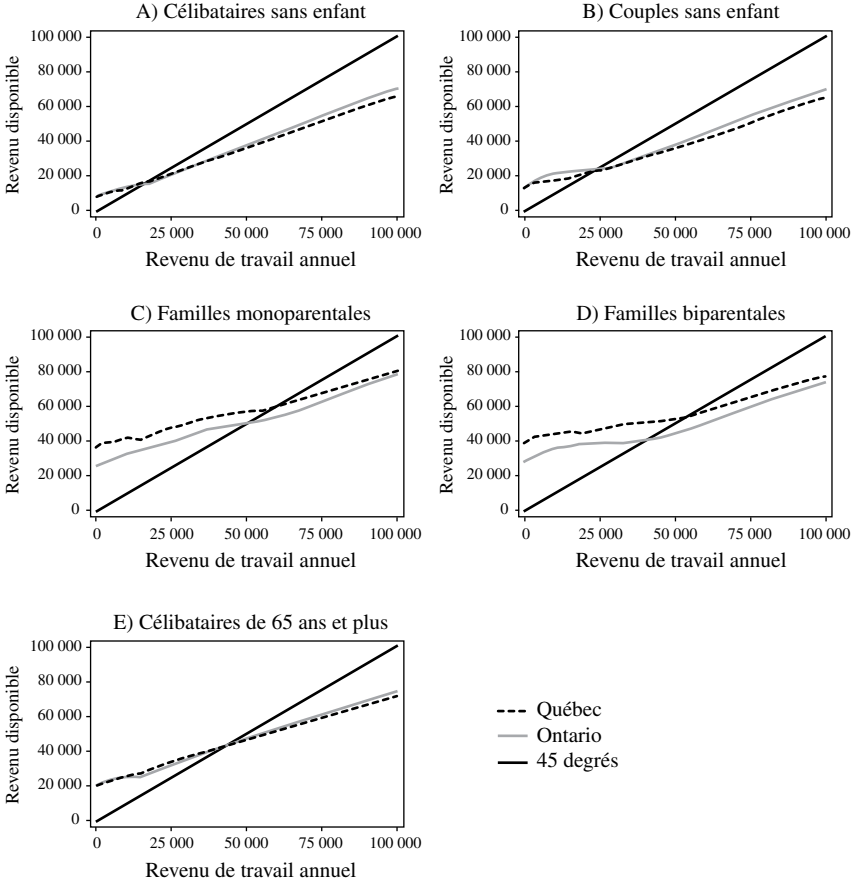 A) Célibataires sans enfant
Revenu disponible
100 000
80 000
60 000
40 000
20 000
0
0 25 000 50 000 75 000 100 000
Revenu de travail annuel
B) Couples sans enfant
Revenu disponible
100 000
80 000
60 000
40 000
20 000
0
0 25 000 50 000 75 000 100 000
Revenu de travail annuel
C) Familles monoparentales
Revenu disponible
100 000
80 000
60 000
40 000
20 000
0
0 25 000 50 000 75 000 100 000
Revenu de travail annuel
D) Familles biparentales
Revenu disponible
100 000
80 000
60 000
40 000
20 000
0
0 25 000 50 000 75 000 100 000
Revenu de travail annuel
E) Célibataires de 65 ans et plus
Revenu disponible
100 000
80 000
60 000
40 000
20 000
0
0 25 000 50 000 75 000 100 000
Revenu de travail annuel
Québec
Ontario
45 degrés